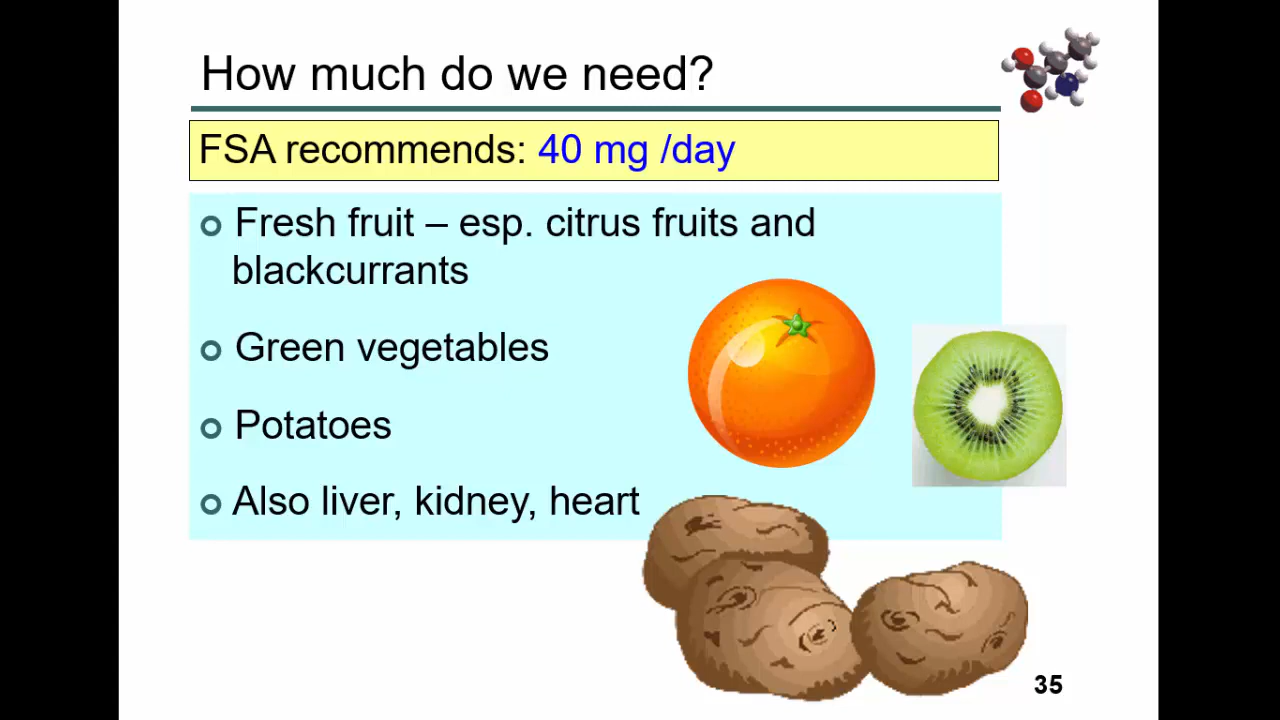 How much do we need?
FSA recommends: 40 mg /day
Fresh fruit – esp. citrus fruits and
blackcurrants
Green vegetables
Potatoes
Also liver, kidney, heart
35